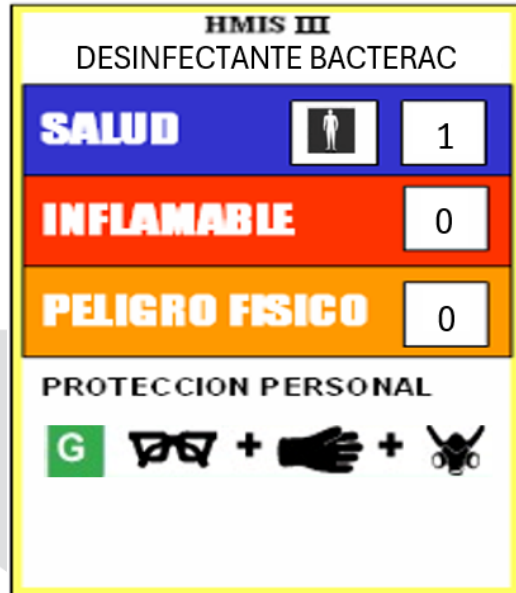 HMIS III
DESINFECTANTE BACTERAC
SALUD 1
INFLAMABLE 0
PELIGRO FISICO 0
PROTECCION PERSONAL
G + +